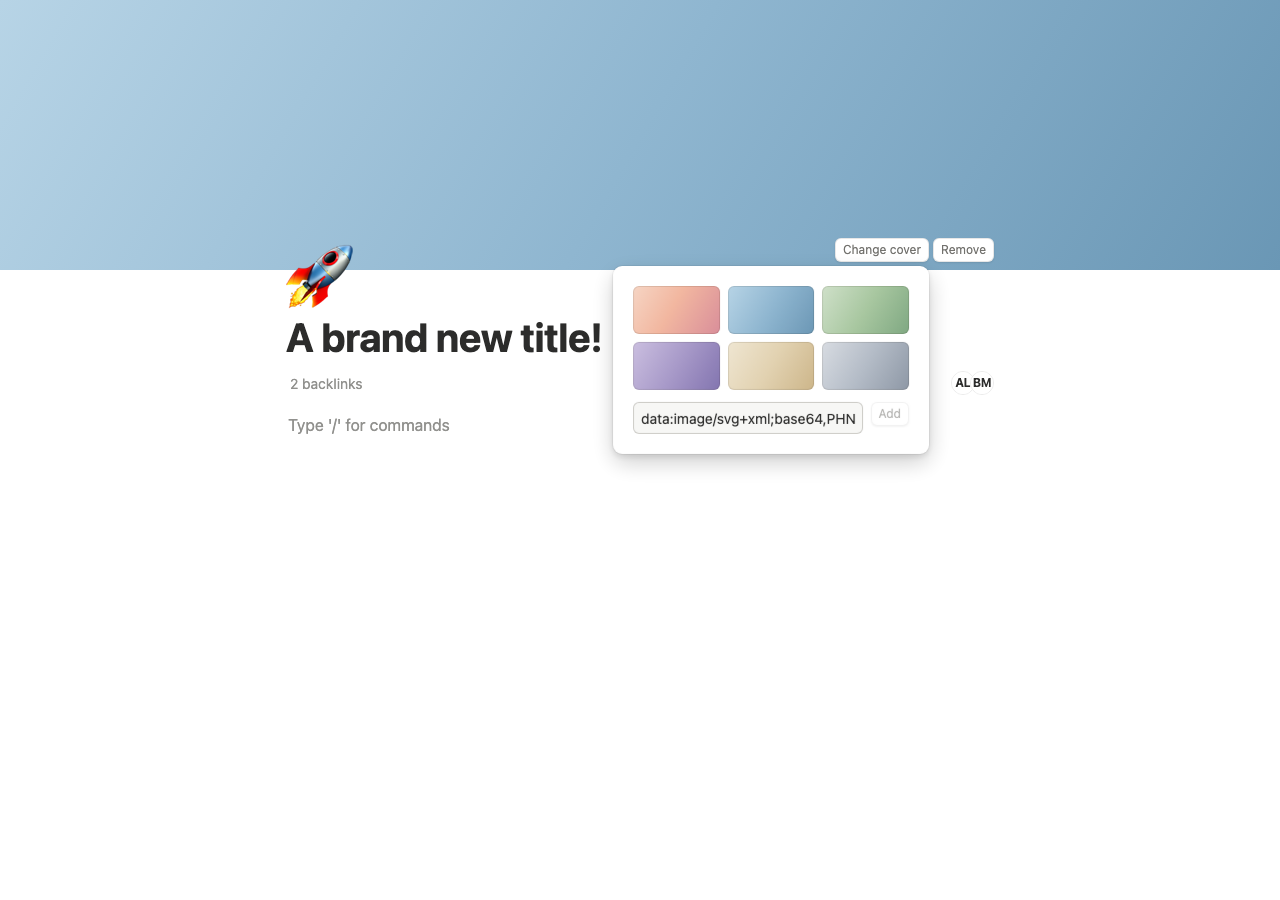 Change cover Remove
A brand new title!
2 backlinks
AL BM
data:image/svg+xml;base64,PHN
Add
Type '/' for commands